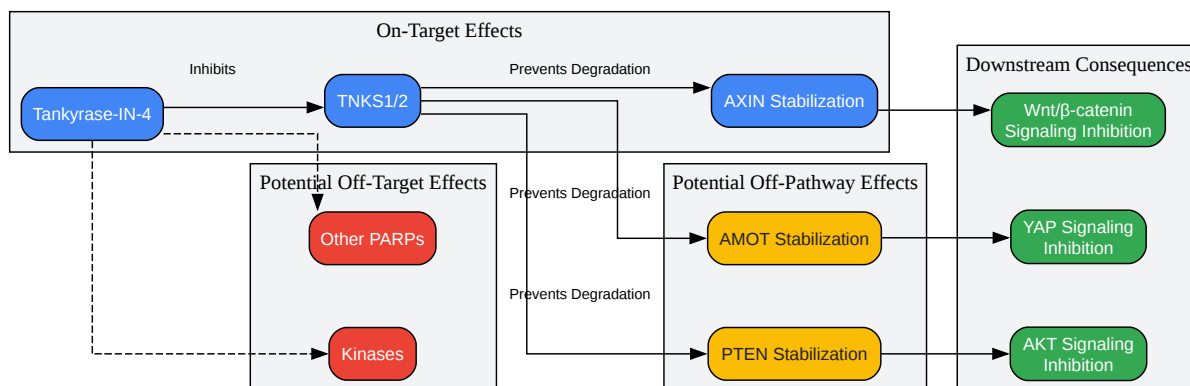 On-Target Effects
Inhibits
Prevents Degradation
Tankyrase-IN-4
TNKS1/2
AXIN Stabilization
Downstream Consequences
Wnt/β-catenin
Signaling Inhibition
Potential Off-Target Effects
Prevents Degradation
Potential Off-Pathway Effects
Other PARPs
AMOT Stabilization
YAP Signaling
Inhibition
Prevents Degradation
Kinases
PTEN Stabilization
AKT Signaling
Inhibition